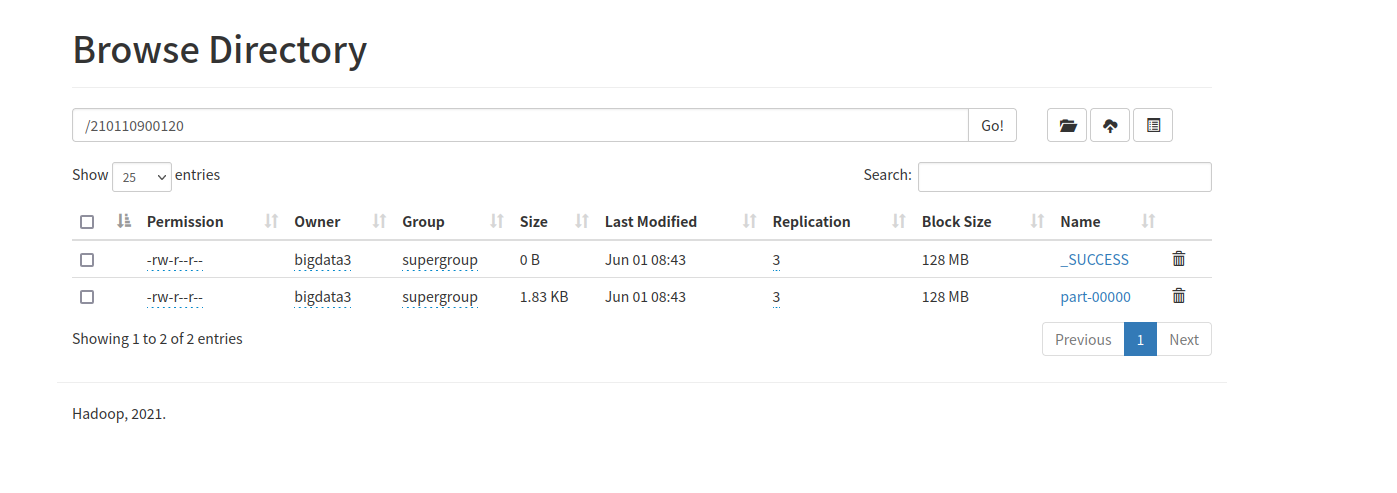 Browse Directory
/210110900120 Go!
Show 25 entries Search:
Permission Owner Group Size Last Modified Replication Block Size Name
-rw-r--r-- bigdata3 supergroup 0 B Jun 01 08:43 3 128 MB _SUCCESS
-rw-r--r-- bigdata3 supergroup 1.83 KB Jun 01 08:43 3 128 MB part-00000
Showing 1 to 2 of 2 entries Previous 1 Next
Hadoop, 2021.